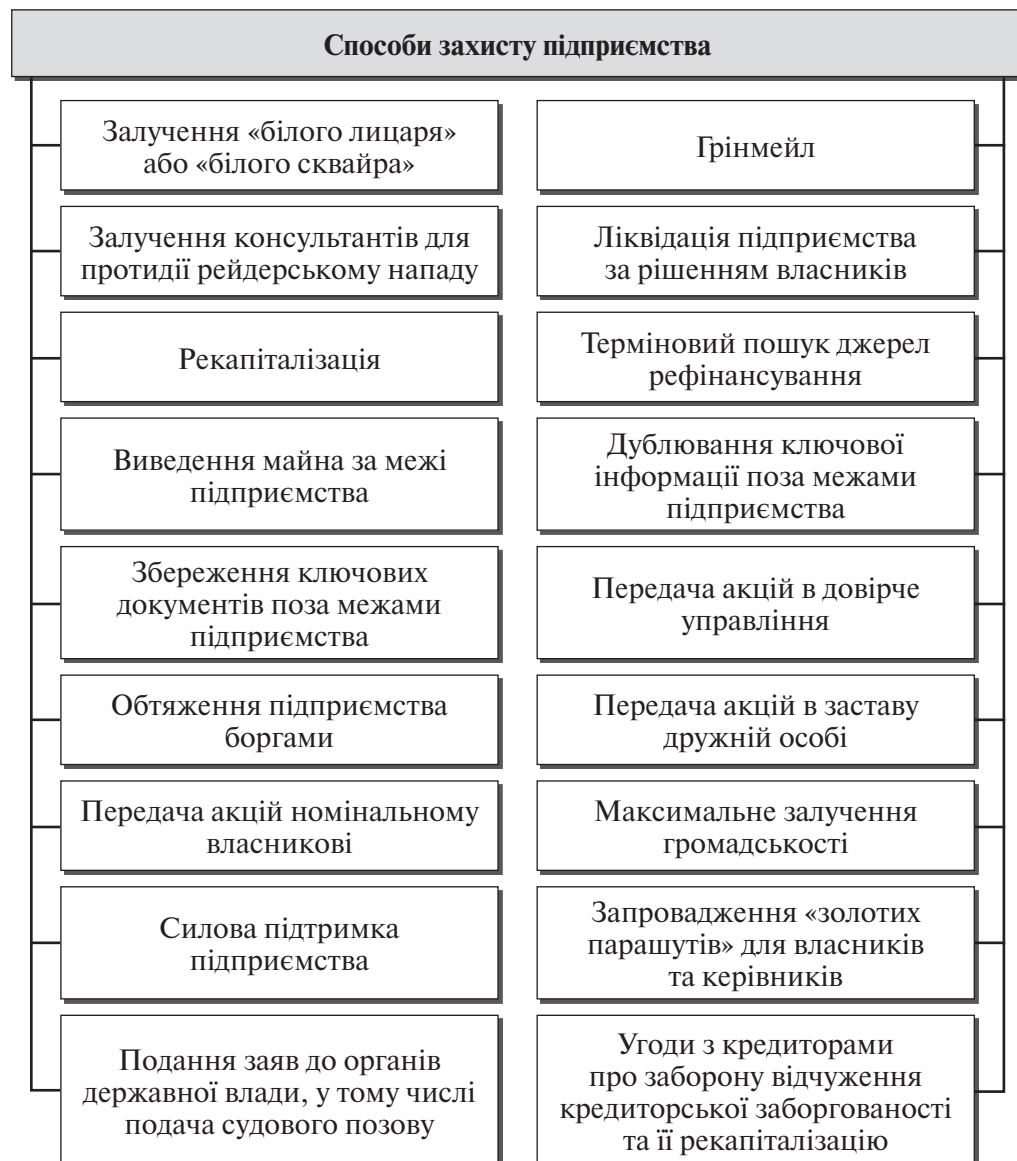 Способи захисту підприємства
Залучення «білого лицаря»
або «білого сквайра»
Грінмейл
Залучення консультантів для
протидії рейдерському нападу
Ліквідація підприємства
за рішенням власників
Рекапіталізація
Терміновий пошук джерел
рефінансування
Виведення майна за межі
підприємства
Дублювання ключової
інформації поза межами
підприємства
Збереження ключових
документів поза межами
підприємства
Передача акцій в довірче
управління
Обтяження підприємства
боргами
Передача акцій в заставу
дружній особі
Передача акцій номінальному
власникові
Максимальне залучення
громадськості
Силова підтримка
підприємства
Запровадження «золотих
парашутів» для власників
та керівників
Подання заяв до органів
державної влади, у тому числі
подача судового позову
Угоди з кредиторами
про заборону відчуження
кредиторської заборгованості
та її рекапіталізацію